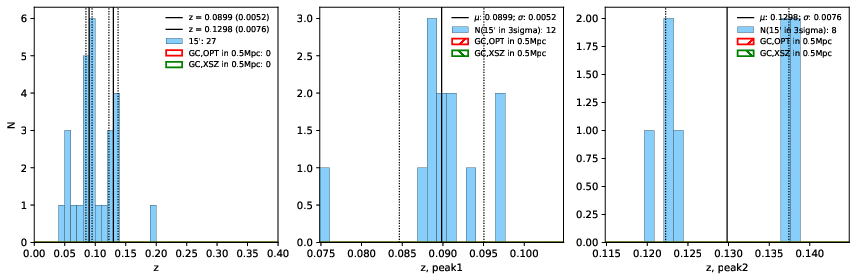 z = 0.0899 (0.0052)
z = 0.1298 (0.0076)
15': 27
GC,OPT in 0.5Mpc: 0
GC,XSZ in 0.5Mpc: 0
N
6
5
4
3
2
1
0
0.00 0.05 0.10 0.15 0.20 0.25 0.30 0.35 0.40
z
μ: 0.0899; σ: 0.0052
N(15' in 3sigma): 12
GC,OPT in 0.5Mpc
GC,XSZ in 0.5Mpc
3.0
2.5
2.0
1.5
1.0
0.5
0.0
0.075 0.080 0.085 0.090 0.095 0.100
z, peak1
μ: 0.1298; σ: 0.0076
N(15' in 3sigma): 8
GC,OPT in 0.5Mpc
GC,XSZ in 0.5Mpc
2.00
1.75
1.50
1.25
1.00
0.75
0.50
0.25
0.00
0.115 0.120 0.125 0.130 0.135 0.140
z, peak2